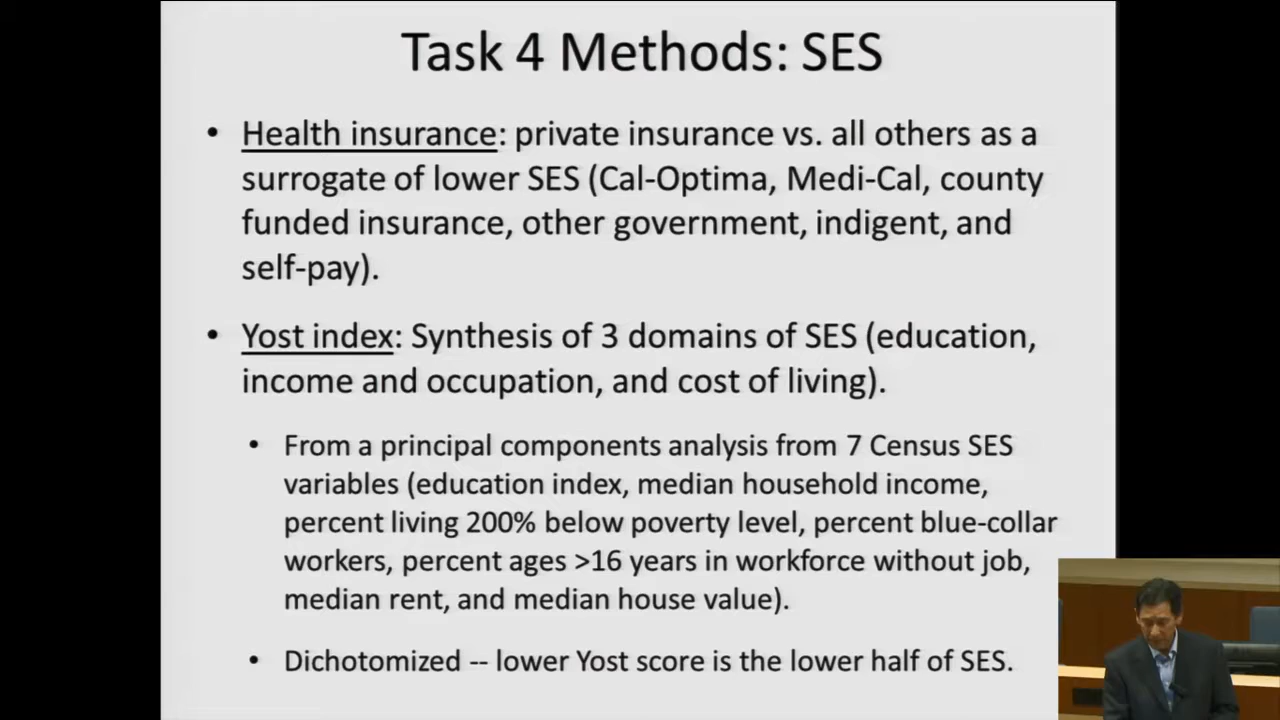 Task 4 Methods: SES
• Health insurance: private insurance vs. all others as a
surrogate of lower SES (Cal-Optima, Medi-Cal, county
funded insurance, other government, indigent, and
self-pay).
• Yost index: Synthesis of 3 domains of SES (education,
income and occupation, and cost of living).
• From a principal components analysis from 7 Census SES
variables (education index, median household income,
percent living 200% below poverty level, percent blue-collar
workers, percent ages >16 years in workforce without job,
median rent, and median house value).
• Dichotomized -- lower Yost score is the lower half of SES.